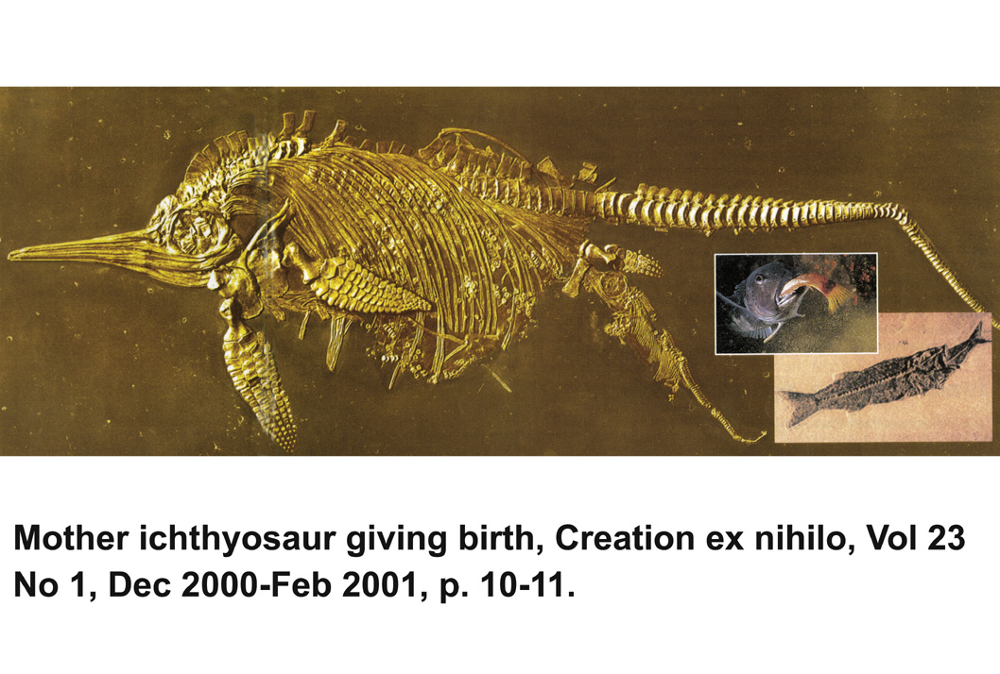 Mother ichthyosaur giving birth, Creation ex nihilo, Vol 23
No 1, Dec 2000-Feb 2001, p. 10-11.